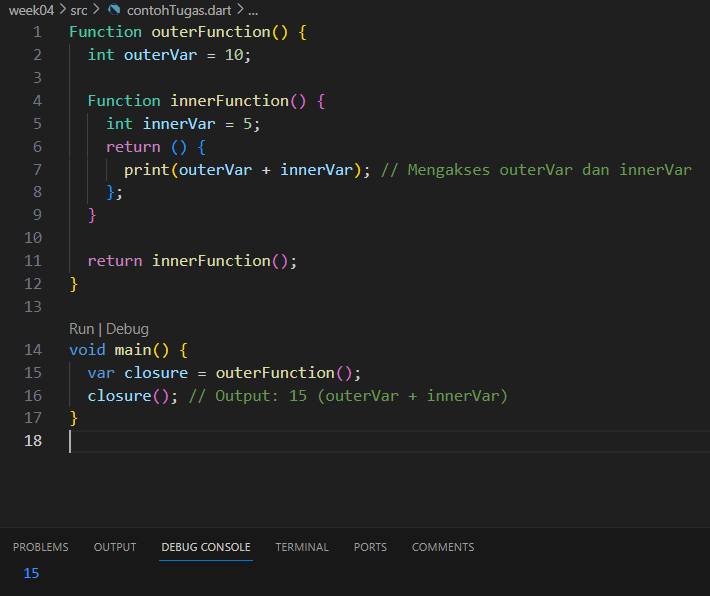 week04 > src > contohTugas.dart > ...
1 Function outerFunction() {
2   int outerVar = 10;
3
4   Function innerFunction() {
5     int innerVar = 5;
6     return () {
7       print(outerVar + innerVar); // Mengakses outerVar dan innerVar
8     };
9   }
10
11   return innerFunction();
12 }
13
Run | Debug
14 void main() {
15   var closure = outerFunction();
16   closure(); // Output: 15 (outerVar + innerVar)
17 }
18
PROBLEMS OUTPUT DEBUG CONSOLE TERMINAL PORTS COMMENTS
15